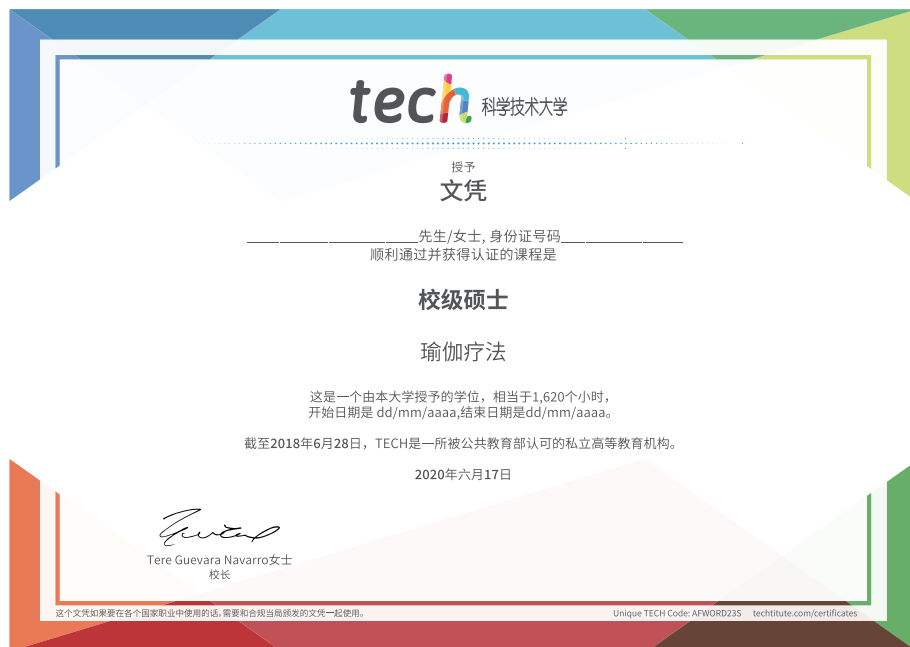 tech 科学技术大学
授予
文凭
先生/女士, 身份证号码
顺利通过并获得认证的课程是
校级硕士
瑜伽疗法
这是一个由本大学授予的学位，相当于1,620个小时，
开始日期是 dd/mm/aaaa,结束日期是dd/mm/aaaa。
截至2018年6月28日，TECH是一所被公共教育部认可的私立高等教育机构。
2020年六月17日
Tere Guevara Navarro女士
校长
这个文凭如果要在各个国家职业中使用的话,需要和合规当局颁发的文凭一起使用。
Unique TECH Code: AFWORD23S techtitute.com/certificates